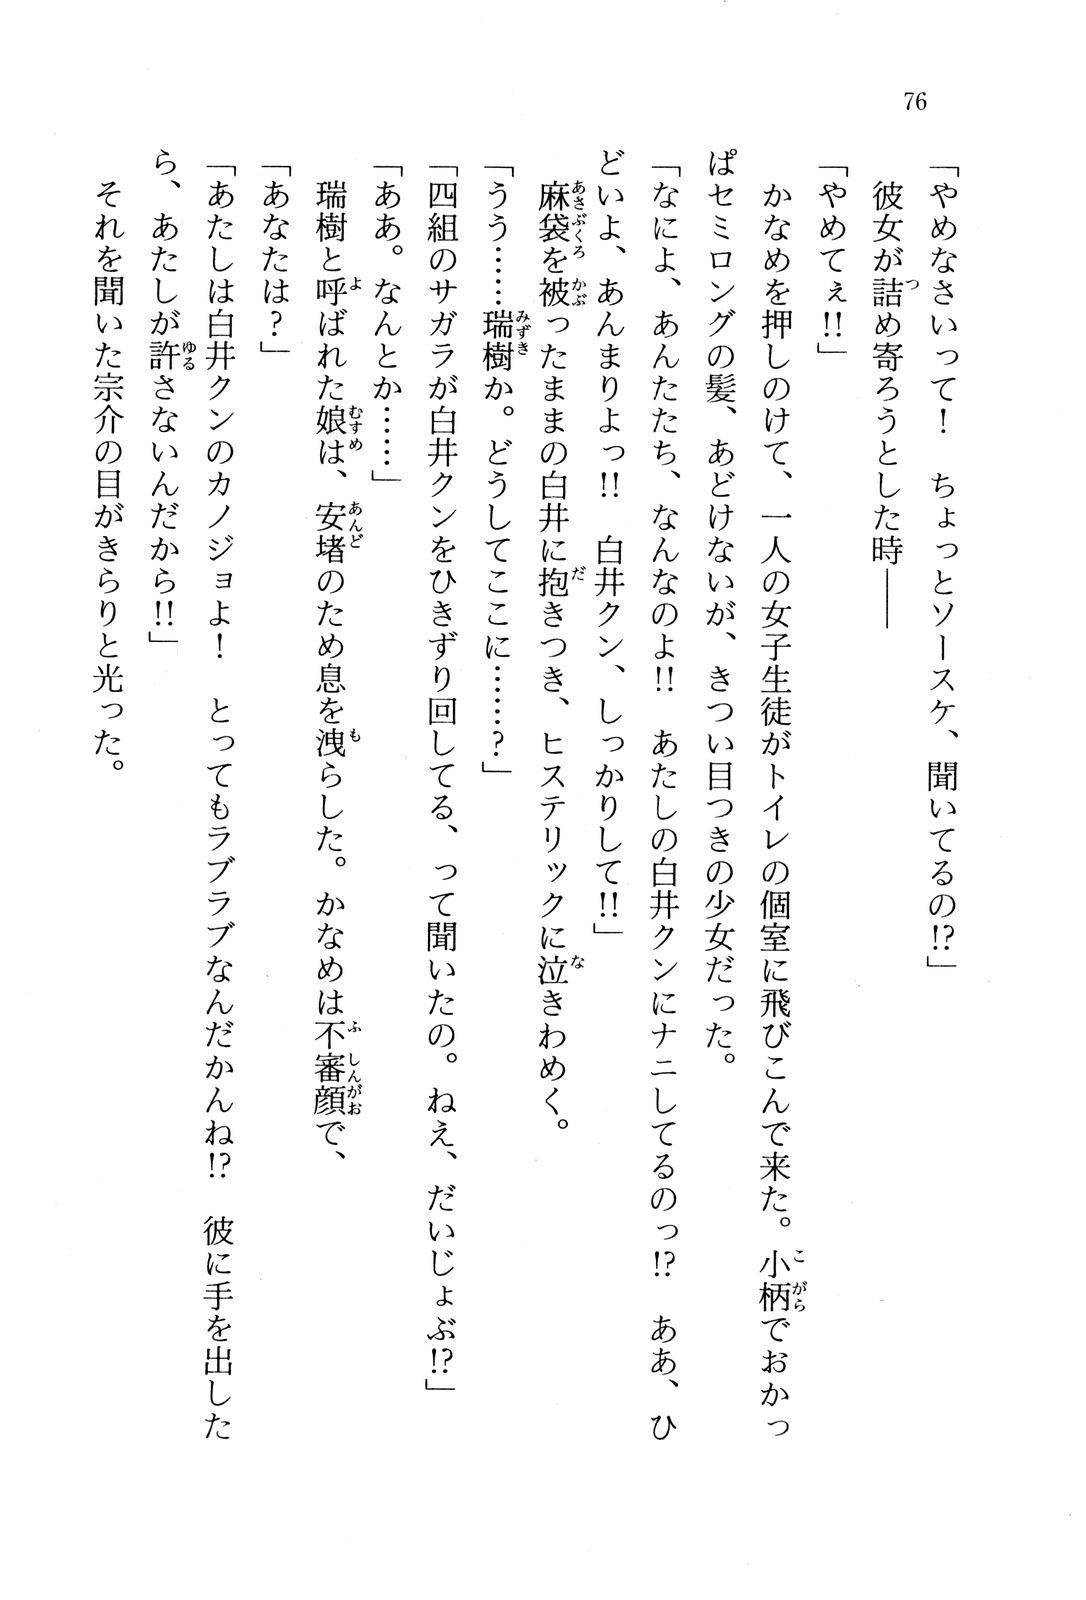 76
「やめなさいって！　ちょっとソースケ、聞いてるの!?」
　彼女が詰め寄ろうとした時――
「やめてぇ!!」
　かなめを押しのけて、一人の女子生徒がトイレの個室に飛びこんで来た。小柄でおかっ
ぱセミロングの髪、あどけないが、きつい目つきの少女だった。
「なによ、あんたたち、なんなのよ!!　あたしの白井クンにナニしてるのっ!?　ああ、ひ
どいよ、あんまりよっ!!　白井クン、しっかりして!!」
　麻袋を被ったままの白井に抱きつき、ヒステリックに泣きわめく。
「うう……瑞樹か。どうしてここに……?」
「四組のサガラが白井クンをひきずり回してる、って聞いたの。ねえ、だいじょぶ!?」
「ああ。なんとか……」
　瑞樹と呼ばれた娘は、安堵のため息を洩らした。かなめは不審顔で、
「あなたは？」
「あたしは白井クンのカノジョよ！　とってもラブラブなんだかんね!?　彼に手を出した
ら、あたしが許さないんだから!!」
　それを聞いた宗介の目がきらりと光った。